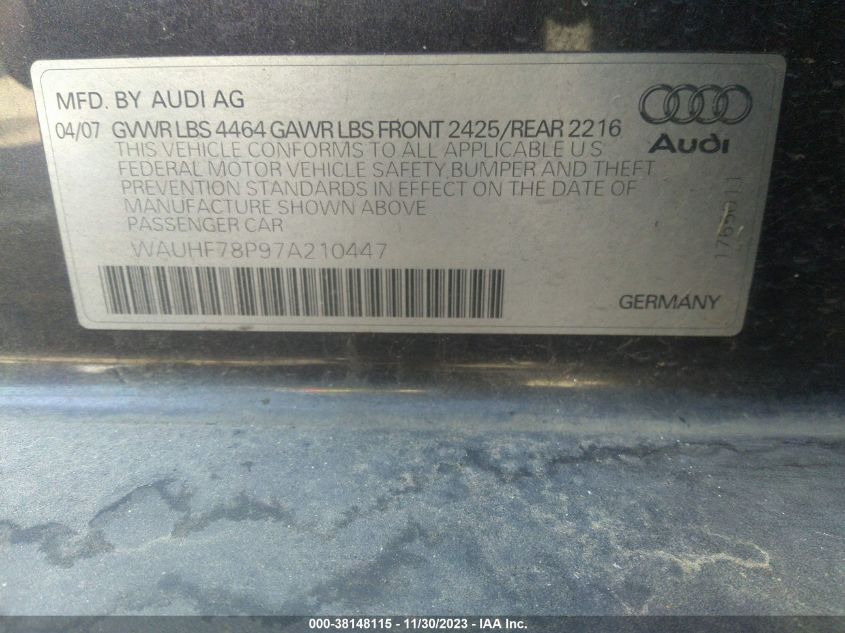 MFD. BY AUDI AG
04/07 GVWR LBS 4464 GAWR LBS FRONT 2425/REAR 2216
THIS VEHICLE CONFORMS TO ALL APPLICABLE U S
FEDERAL MOTOR VEHICLE SAFETY, BUMPER AND THEFT
PREVENTION STANDARDS IN EFFECT ON THE DATE OF
MANUFACTURE SHOWN ABOVE
PASSENGER CAR
WAUHF78P97A210447
Audi
GERMANY
000-38148115 - 11/30/2023 - IAA Inc.